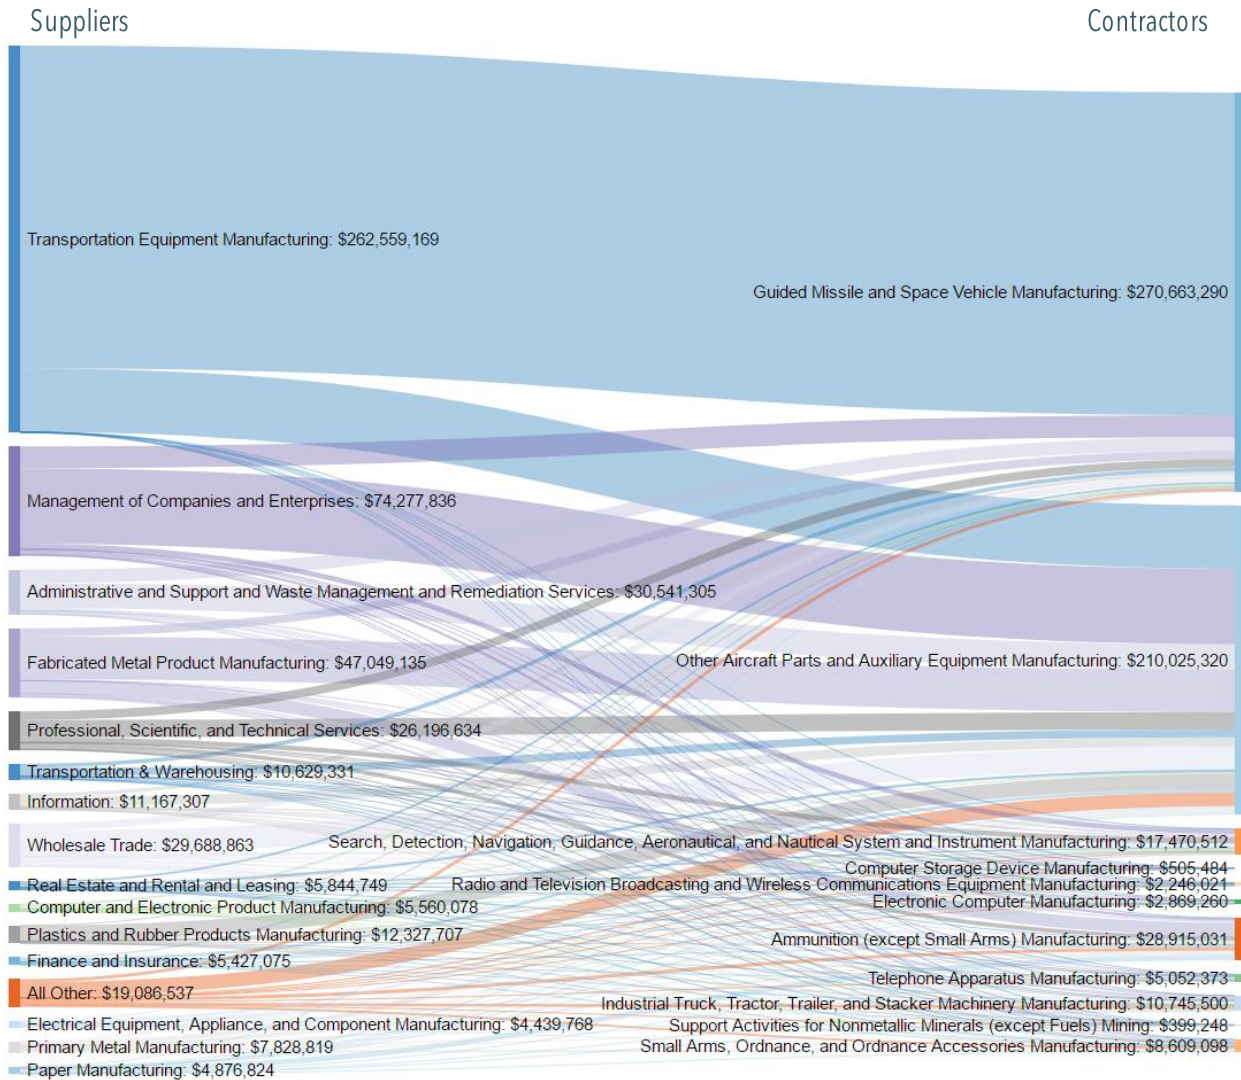 Suppliers
Contractors
Transportation Equipment Manufacturing: $262,559,169
Guided Missile and Space Vehicle Manufacturing: $270,663,290
Management of Companies and Enterprises: $74,277,836
Administrative and Support and Waste Management and Remediation Services: $30,541,305
Fabricated Metal Product Manufacturing: $47,049,135
Other Aircraft Parts and Auxiliary Equipment Manufacturing: $210,025,320
Professional, Scientific, and Technical Services: $26,196,634
Transportation & Warehousing: $10,629,331
Information: $11,167,307
Wholesale Trade: $29,688,863
Search, Detection, Navigation, Guidance, Aeronautical, and Nautical System and Instrument Manufacturing: $17,470,512
Computer Storage Device Manufacturing: $505,484
Real Estate and Rental and Leasing: $5,844,749
Radio and Television Broadcasting and Wireless Communications Equipment Manufacturing: $2,246,021
Electronic Computer Manufacturing: $2,869,260
Computer and Electronic Product Manufacturing: $5,560,078
Plastics and Rubber Products Manufacturing: $12,327,707
Ammunition (except Small Arms) Manufacturing: $28,915,031
Finance and Insurance: $5,427,075
Telephone Apparatus Manufacturing: $5,052,373
All Other: $19,086,537
Industrial Truck, Tractor, Trailer, and Stacker Machinery Manufacturing: $10,745,500
Electrical Equipment, Appliance, and Component Manufacturing: $4,439,768
Support Activities for Nonmetallic Minerals (except Fuels) Mining: $399,248
Primary Metal Manufacturing: $7,828,819
Small Arms, Ordnance, and Ordnance Accessories Manufacturing: $8,609,098
Paper Manufacturing: $4,876,824